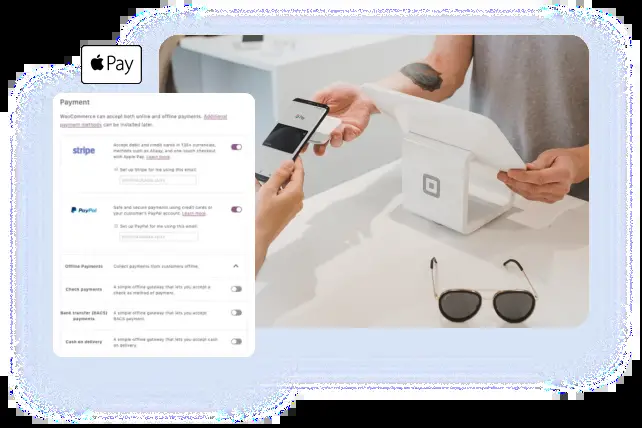 Pay
Payment
WooCommerce can accept both online and offline payments. Additional
payment methods can be installed later.
stripe
Accept debit and credit cards in 135+ currencies,
methods such as Alipay, and one-touch checkout
with Apple Pay. Learn more.
Set up Stripe for me using this email:
PayPal
Safe and secure payments using credit cards or
your customer's PayPal account. Learn more.
Set up PayPal for me using this email:
Offline Payments
Collect payments from customers offline.
Check payments
A simple offline gateway that lets you accept a
check as method of payment.
Bank transfer (BACS)
payments
A simple offline gateway that lets you accept
BACS payment.
Cash on delivery
A simple offline gateway that lets you accept cash
on delivery.